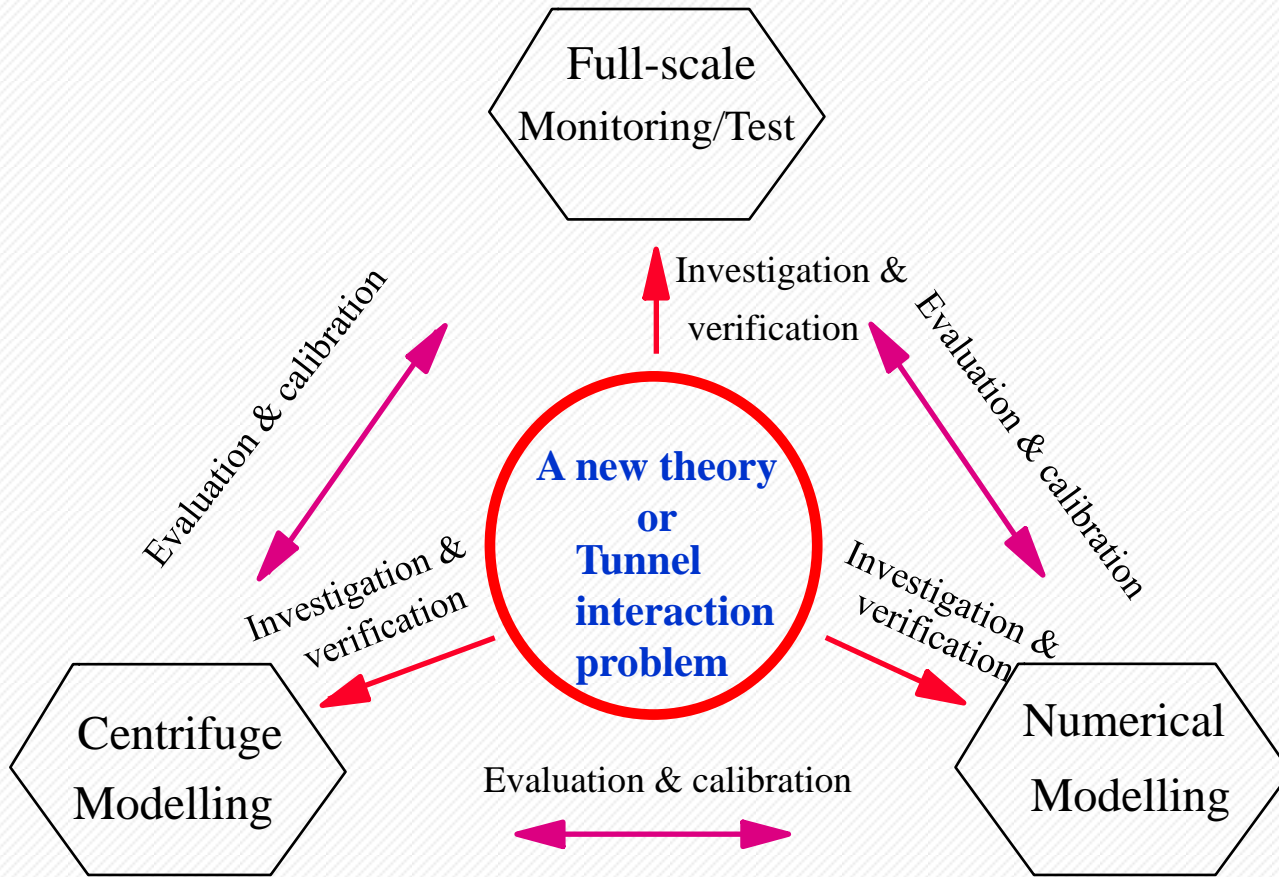 Full-scale
Monitoring/Test
Investigation &
verification
Evaluation & calibration
Evaluation & calibration
A new theory
or
Tunnel
interaction
problem
Investigation &
verification
Investigation &
verification
Centrifuge
Modelling
Evaluation & calibration
Numerical
Modelling